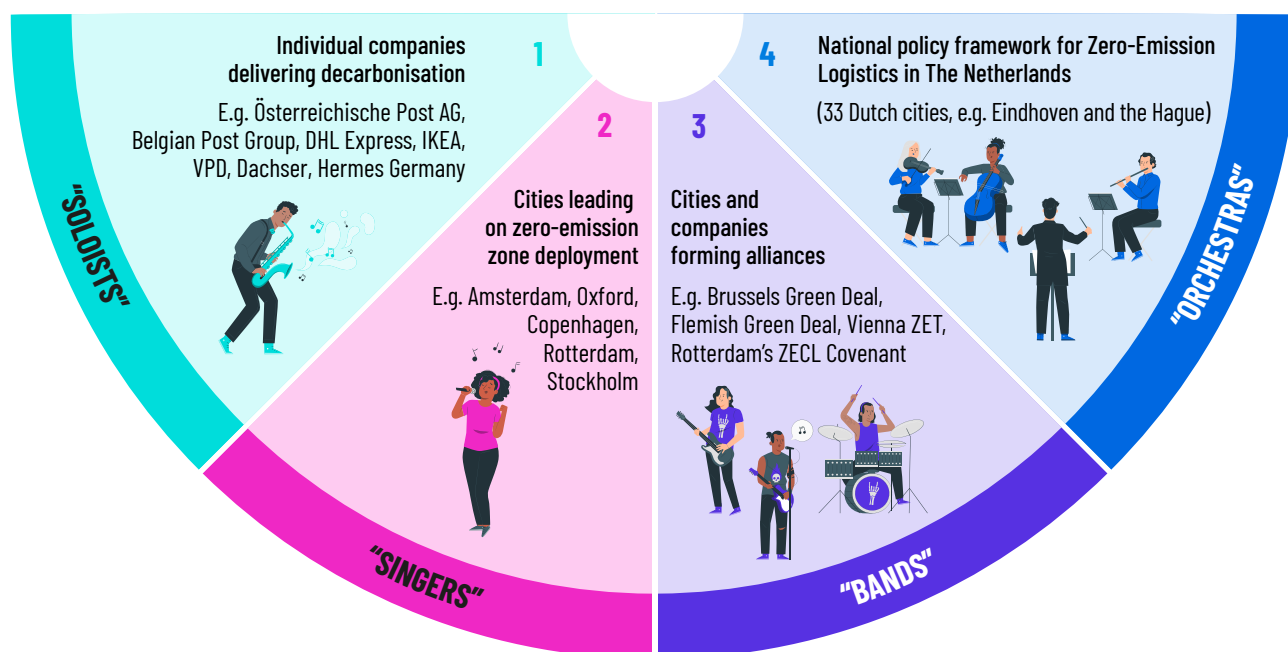 1
Individual companies
delivering decarbonisation
E.g. Österreichische Post AG,
Belgian Post Group, DHL Express, IKEA,
VPD, Dachser, Hermes Germany
"SOLOISTS"
2
Cities leading
on zero-emission
zone deployment
E.g. Amsterdam, Oxford,
Copenhagen,
Rotterdam,
Stockholm
"SINGERS"
3
Cities and
companies
forming alliances
E.g. Brussels Green Deal,
Flemish Green Deal, Vienna ZET,
Rotterdam's ZECL Covenant
"BANDS"
4
National policy framework for Zero-Emission
Logistics in The Netherlands
(33 Dutch cities, e.g. Eindhoven and the Hague)
"ORCHESTRAS"